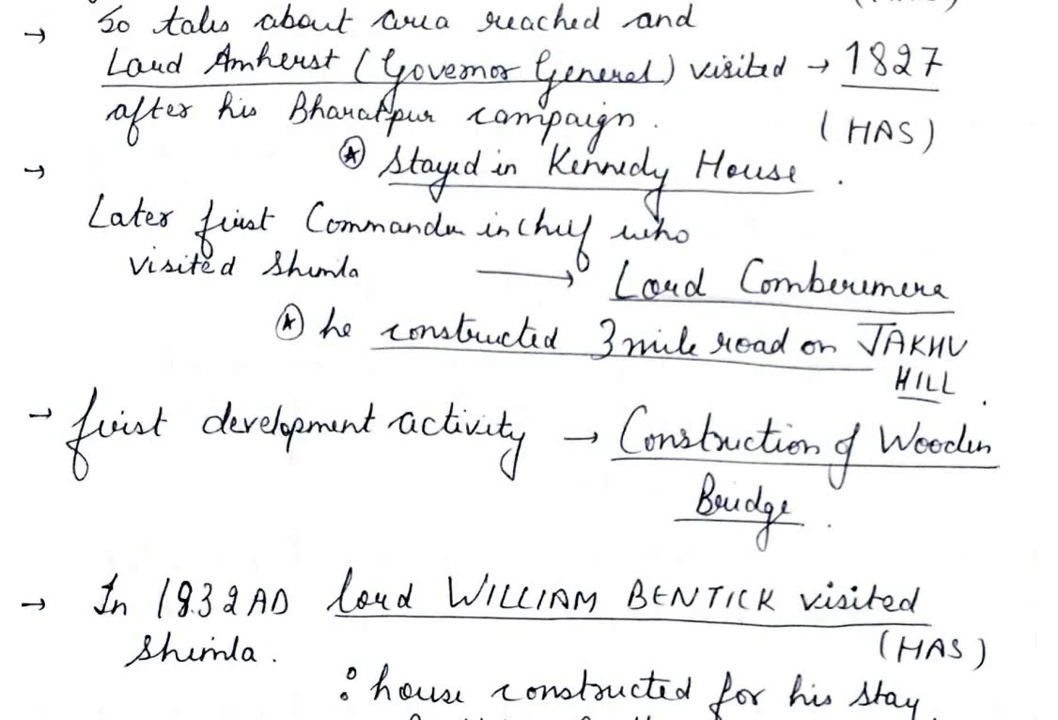 → So tales about area reached and
Lord Amherst (Governor General) visited → 1827
after his Bharatpur campaign. (HAS)
→ ⍟ Stayed in Kennedy House.
Later first Commander in chief who
visited Shimla → Lord Comberemere
⍟ he constructed 3 mile road on JAKHU
HILL.
→ first development activity → Construction of Wooden
Bridge.
→ In 1832 AD Lord WILLIAM BENTICK visited
Shimla. (HAS)
: house constructed for his stay